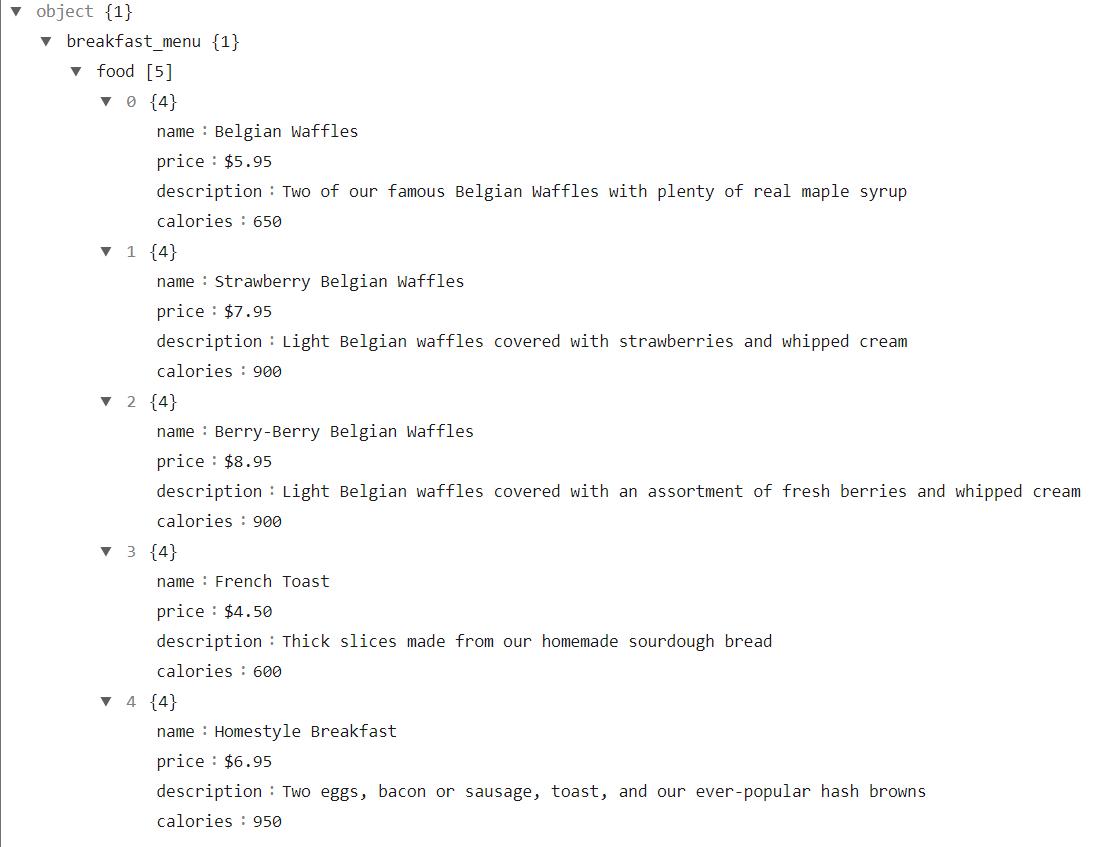 ▼ object {1}
▼ breakfast_menu {1}
▼ food [5]
▼ 0 {4}
name : Belgian Waffles
price : $5.95
description : Two of our famous Belgian Waffles with plenty of real maple syrup
calories : 650
▼ 1 {4}
name : Strawberry Belgian Waffles
price : $7.95
description : Light Belgian waffles covered with strawberries and whipped cream
calories : 900
▼ 2 {4}
name : Berry-Berry Belgian Waffles
price : $8.95
description : Light Belgian waffles covered with an assortment of fresh berries and whipped cream
calories : 900
▼ 3 {4}
name : French Toast
price : $4.50
description : Thick slices made from our homemade sourdough bread
calories : 600
▼ 4 {4}
name : Homestyle Breakfast
price : $6.95
description : Two eggs, bacon or sausage, toast, and our ever-popular hash browns
calories : 950